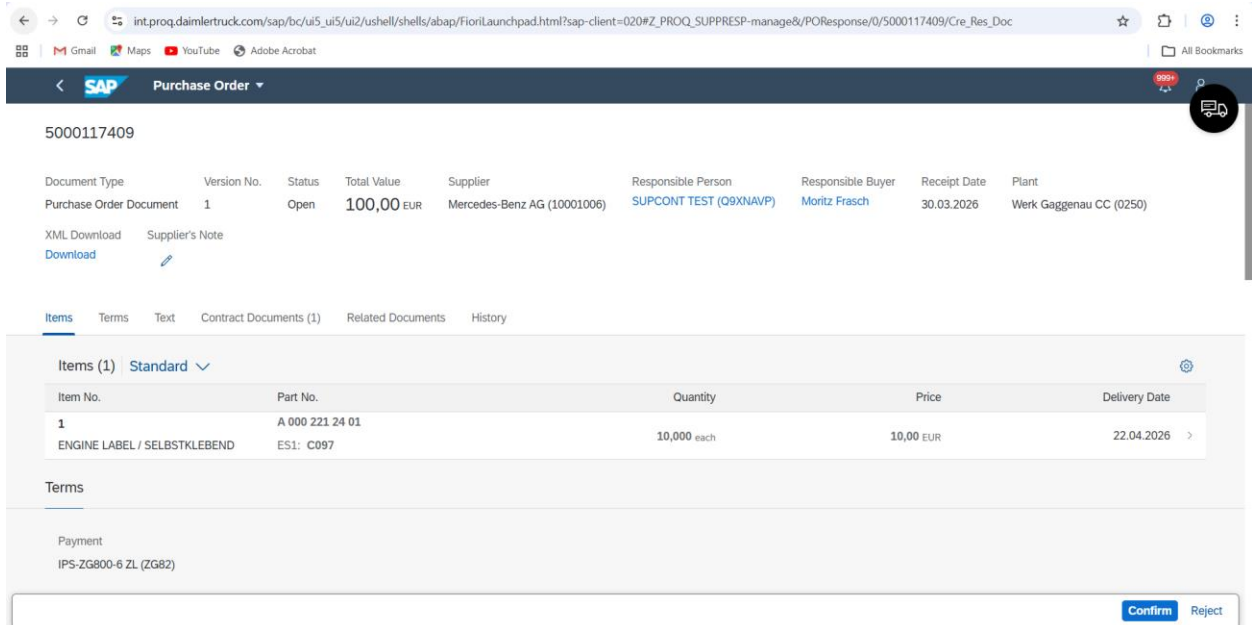 int.proq.daimlertruck.com/sap/bc/ui5_ui5/ui2/ushell/shells/abap/FioriLaunchpad.html?sap-client=020#Z_PROQ_SUPPRESP-manage&/POResponse/0/5000117409/Cre_Res_Doc
Gmail Maps YouTube Adobe Acrobat All Bookmarks
SAP Purchase Order 999+
5000117409
Document Type Version No. Status Total Value Supplier Responsible Person Responsible Buyer Receipt Date Plant
Purchase Order Document 1 Open 100,00 EUR Mercedes-Benz AG (10001006) SUPCONT TEST (Q9XNAVP) Moritz Frasch 30.03.2026 Werk Gaggenau CC (0250)
XML Download Supplier's Note
Download
Items Terms Text Contract Documents (1) Related Documents History
Items (1) Standard
Item No. Part No. Quantity Price Delivery Date
1 A 000 221 24 01
10,000 each 10,00 EUR 22.04.2026
ENGINE LABEL / SELBSTKLEBEND ES1: C097
Terms
Payment
IPS-ZG800-6 ZL (ZG82)
Confirm Reject